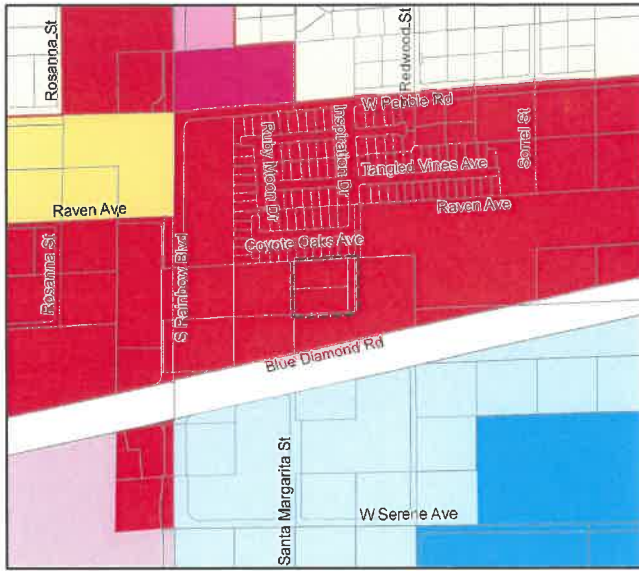 Rosanna St
Redwood St
W Pebble Rd
Ruby Moon Dr
Inspiration Dr
Sorrel St
Tangled Vines Ave
Raven Ave
Raven Ave
Coyote Oaks Ave
Rosanna St
S Rainbow Blvd
Blue Diamond Rd
Santa Margarita St
W Serene Ave